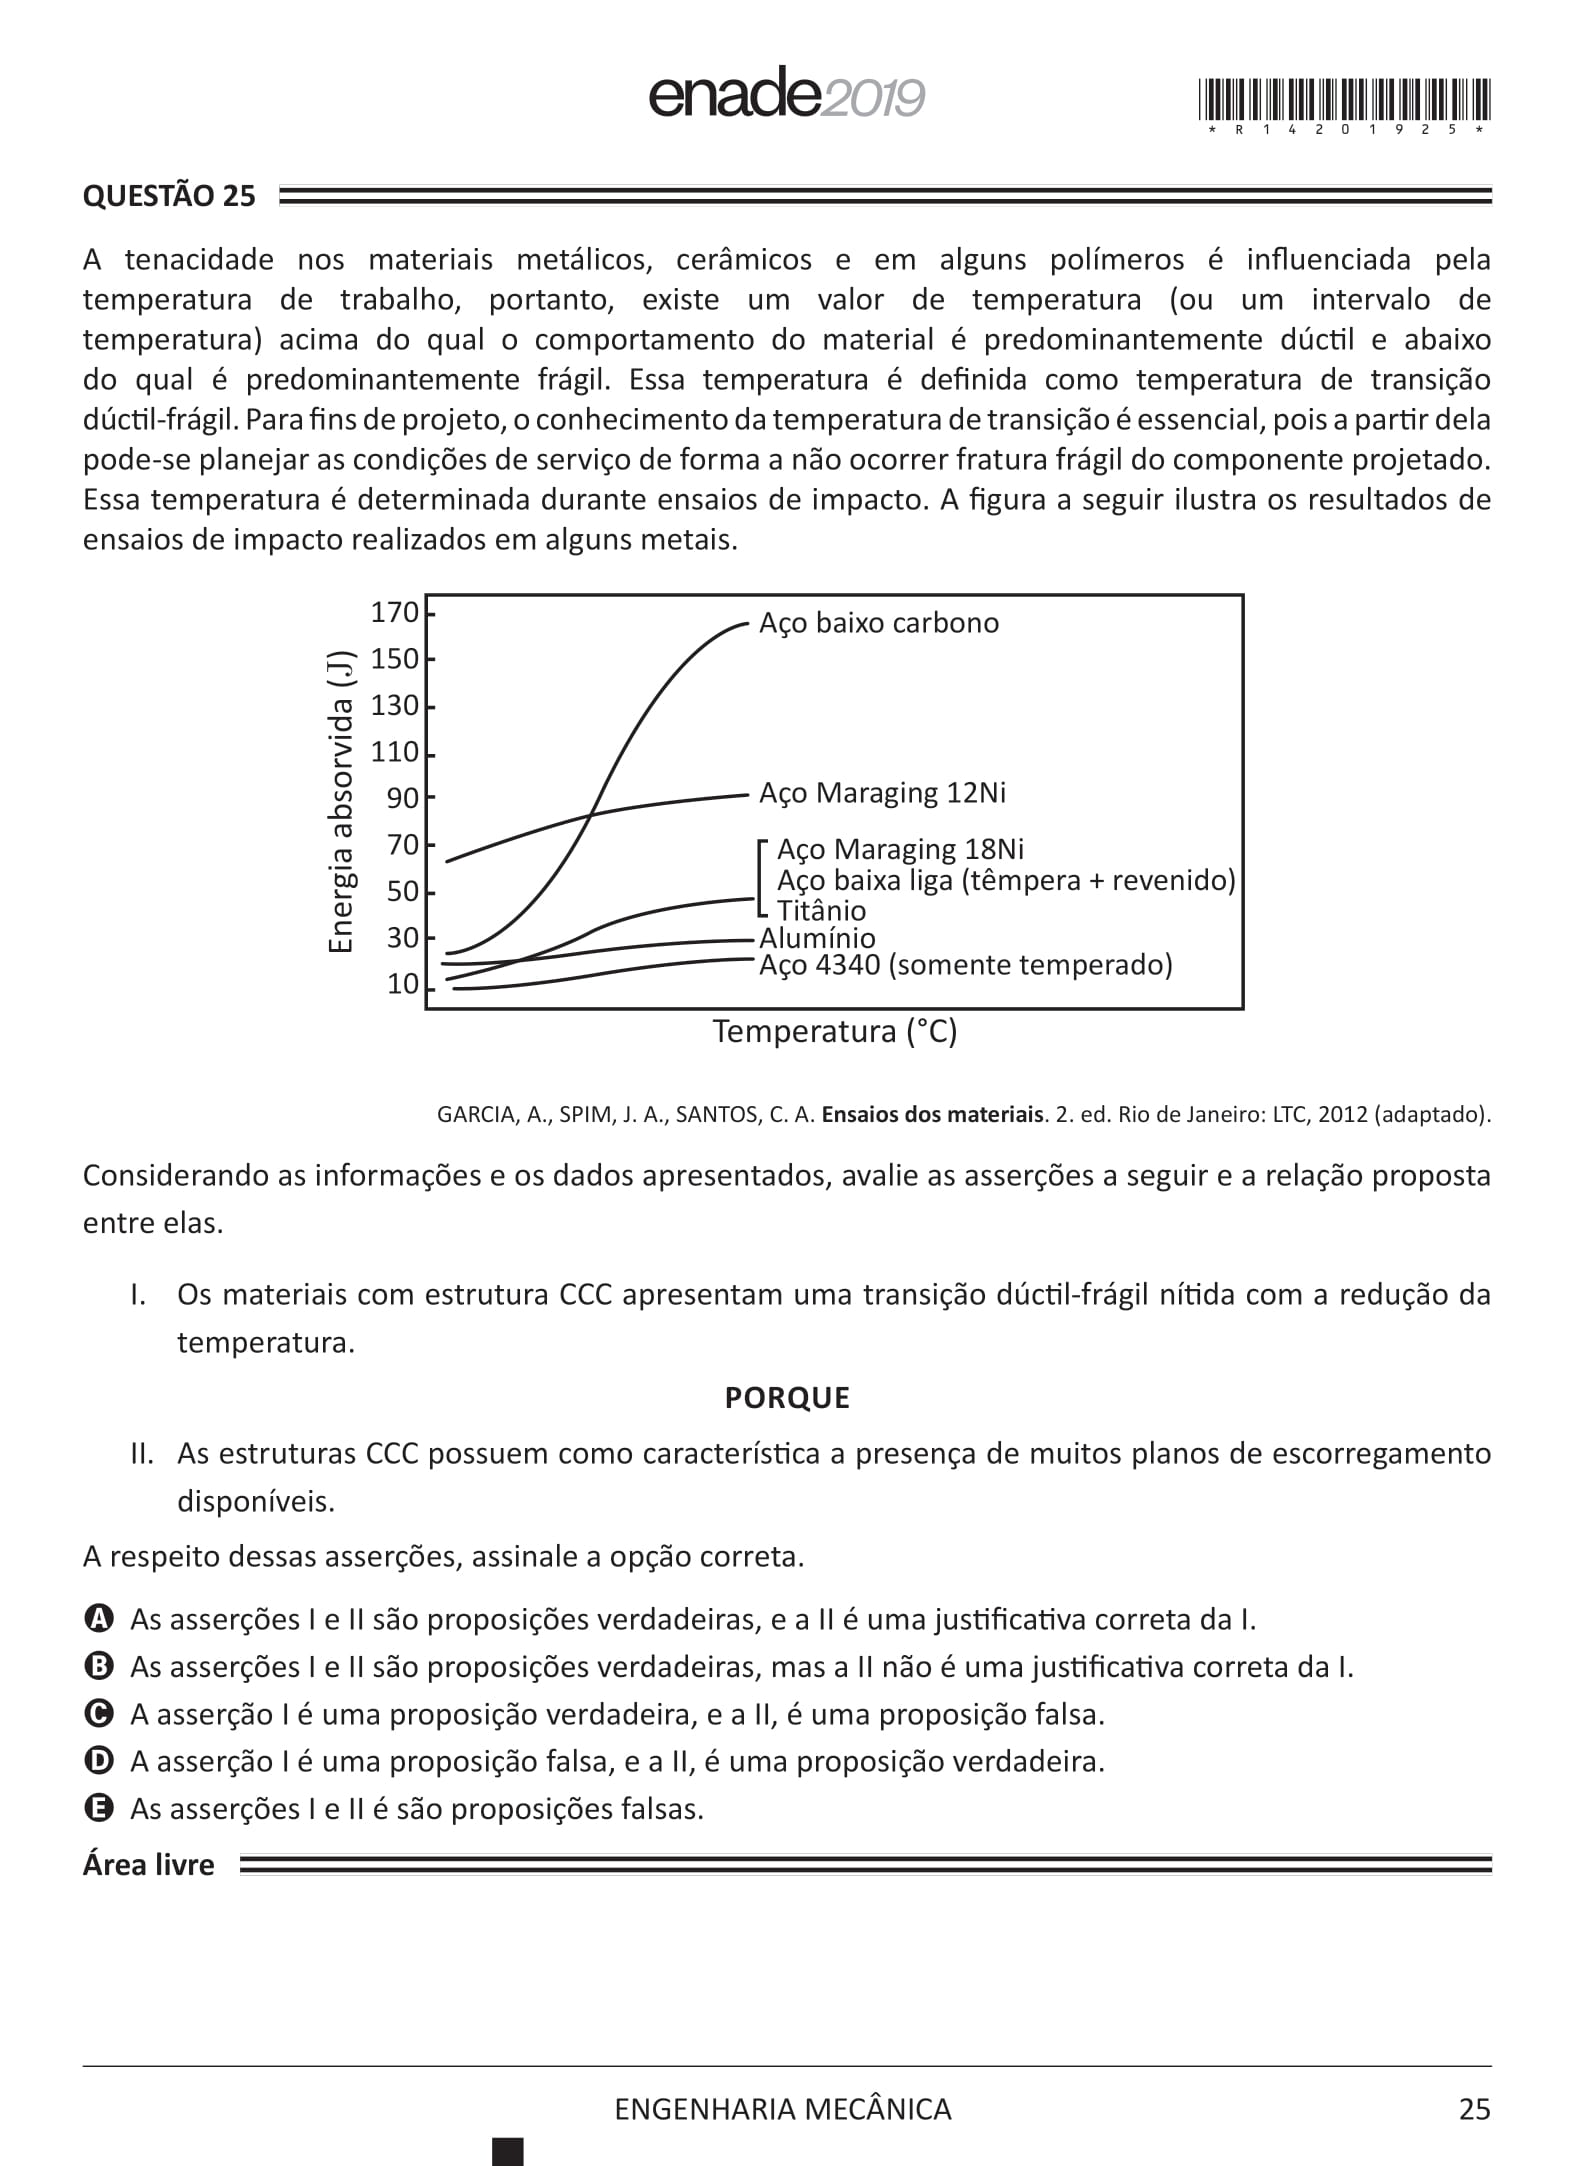 enade2019
* R 1 4 2 0 1 9 2 5 *
QUESTÃO 25
A tenacidade nos materiais metálicos, cerâmicos e em alguns polímeros é influenciada pela
temperatura de trabalho, portanto, existe um valor de temperatura (ou um intervalo de
temperatura) acima do qual o comportamento do material é predominantemente dúctil e abaixo
do qual é predominantemente frágil. Essa temperatura é definida como temperatura de transição
dúctil-frágil. Para fins de projeto, o conhecimento da temperatura de transição é essencial, pois a partir dela
pode-se planejar as condições de serviço de forma a não ocorrer fratura frágil do componente projetado.
Essa temperatura é determinada durante ensaios de impacto. A figura a seguir ilustra os resultados de
ensaios de impacto realizados em alguns metais.
Energia absorvida (J)
170
150
130
110
90
70
50
30
10
Aço baixo carbono
Aço Maraging 12Ni
Aço Maraging 18Ni
Aço baixa liga (têmpera + revenido)
Titânio
Alumínio
Aço 4340 (somente temperado)
Temperatura (°C)
GARCIA, A., SPIM, J. A., SANTOS, C. A. Ensaios dos materiais. 2. ed. Rio de Janeiro: LTC, 2012 (adaptado).
Considerando as informações e os dados apresentados, avalie as asserções a seguir e a relação proposta
entre elas.
I. Os materiais com estrutura CCC apresentam uma transição dúctil-frágil nítida com a redução da
temperatura.
PORQUE
II. As estruturas CCC possuem como característica a presença de muitos planos de escorregamento
disponíveis.
A respeito dessas asserções, assinale a opção correta.
A As asserções I e II são proposições verdadeiras, e a II é uma justificativa correta da I.
B As asserções I e II são proposições verdadeiras, mas a II não é uma justificativa correta da I.
C A asserção I é uma proposição verdadeira, e a II, é uma proposição falsa.
D A asserção I é uma proposição falsa, e a II, é uma proposição verdadeira.
E As asserções I e II é são proposições falsas.
Área livre
ENGENHARIA MECÂNICA
25